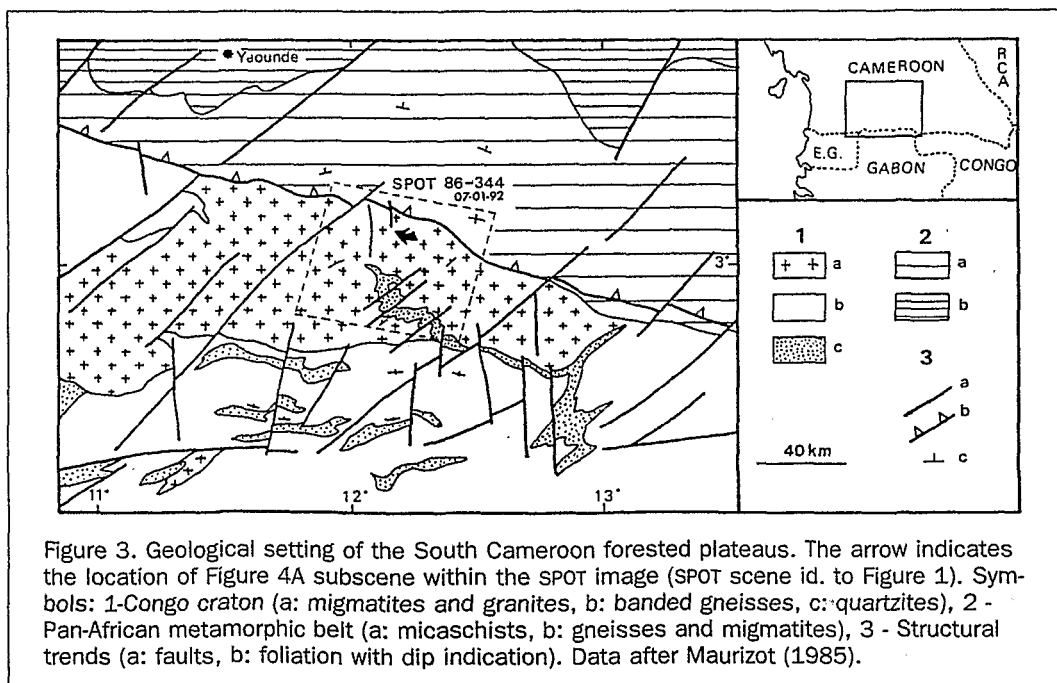 Ydounde
SPOT 86-344
07-01-92
3°
11°
12°
13°
CAMEROON
RCA
E.G.
GABON
CONGO
1
2
a
a
b
b
c
3
a
b
c
40 km
Figure 3. Geological setting of the South Cameroon forested plateaus. The arrow indicates
the location of Figure 4A subscene within the SPOT image (SPOT scene id. to Figure 1). Sym-
bols: 1-Congo craton (a: migmatites and granites, b: banded gneisses, c: quartzites), 2 -
Pan-African metamorphic belt (a: micaschists, b: gneisses and migmatites), 3 - Structural
trends (a: faults, b: foliation with dip indication). Data after Maurizot (1985).